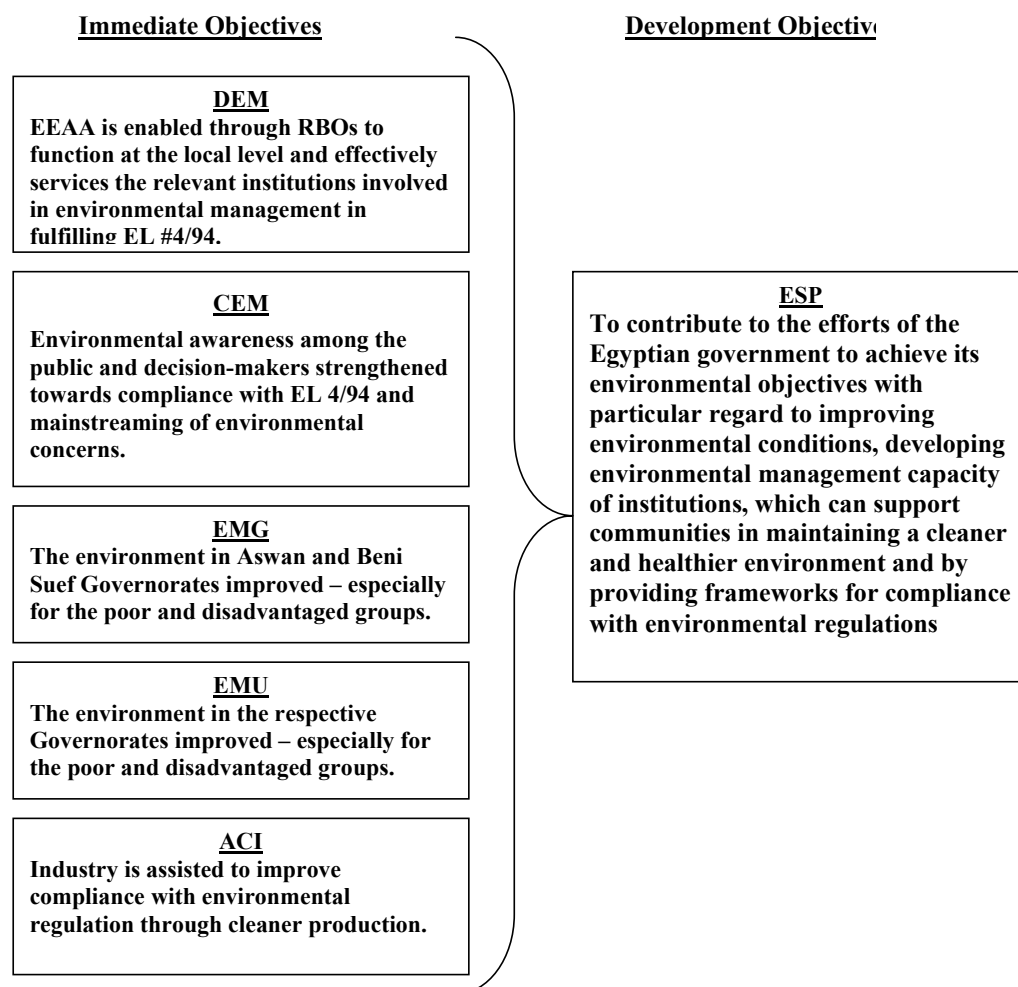 Immediate Objectives
Development Objectiv
DEM
EEAA is enabled through RBOs to
function at the local level and effectively
services the relevant institutions involved
in environmental management in
fulfilling EL #4/94.
CEM
Environmental awareness among the
public and decision-makers strengthened
towards compliance with EL 4/94 and
mainstreaming of environmental
concerns.
EMG
The environment in Aswan and Beni
Suef Governorates improved – especially
for the poor and disadvantaged groups.
EMU
The environment in the respective
Governorates improved – especially for
the poor and disadvantaged groups.
ACI
Industry is assisted to improve
compliance with environmental
regulation through cleaner production.
ESP
To contribute to the efforts of the
Egyptian government to achieve its
environmental objectives with
particular regard to improving
environmental conditions, developing
environmental management capacity
of institutions, which can support
communities in maintaining a cleaner
and healthier environment and by
providing frameworks for compliance
with environmental regulations